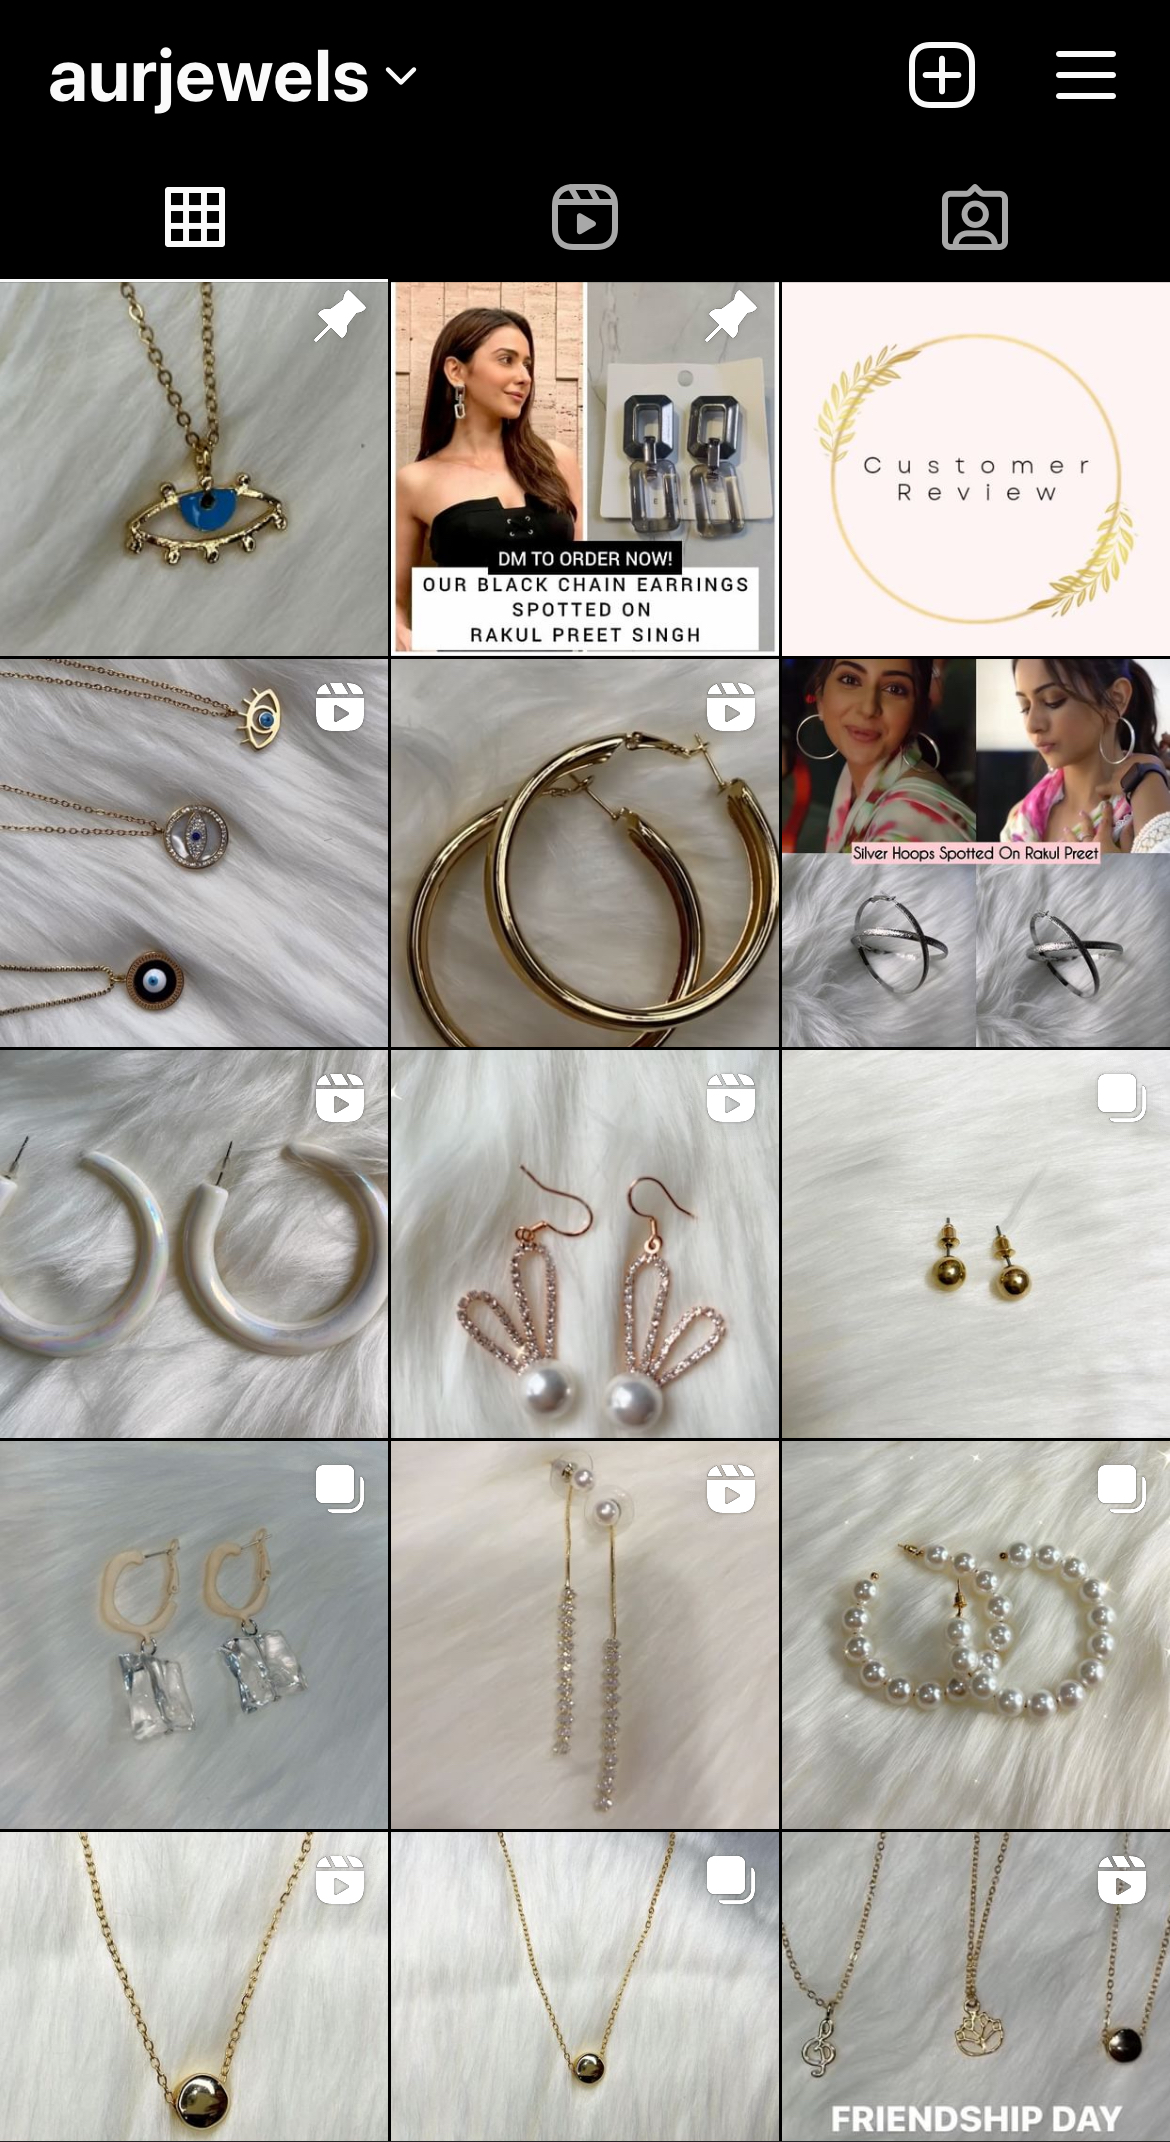 aurjewels
DM TO ORDER NOW!
OUR BLACK CHAIN EARRINGS
SPOTTED ON
RAKUL PREET SINGH
Customer
Review
Silver Hoops Spotted On Rakul Preet
FRIENDSHIP DAY